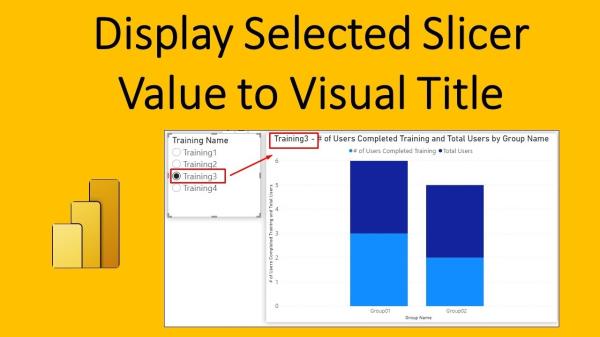 Display Selected Slicer
Value to Visual Title
Training Name
Training1
Training2
Training3
Training4
Training3 - # of Users Completed Training and Total Users by Group Name
# of Users Completed Training Total Users
# of Users Completed Training and Total Users
6
5
4
3
2
1
0
Group01
Group02
Group Name